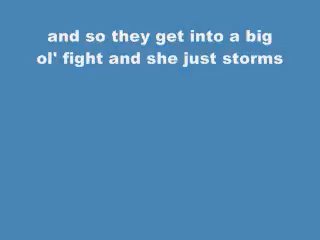 and so they get into a big
ol' fight and she just storms